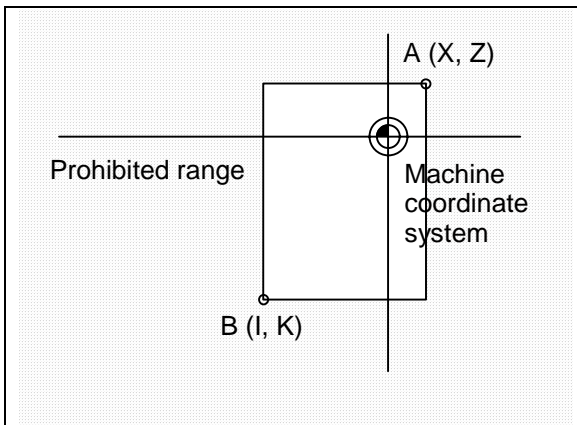 A (X, Z)
Prohibited range
Machine
coordinate
system
B (I, K)